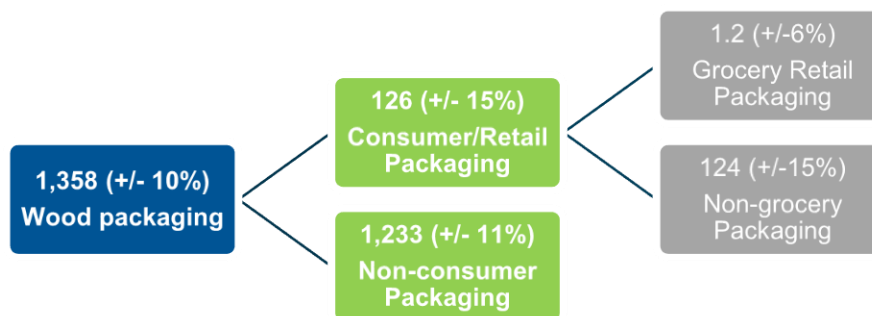 1,358 (+/- 10%)
Wood packaging
126 (+/- 15%)
Consumer/Retail
Packaging
1,233 (+/- 11%)
Non-consumer
Packaging
1.2 (+/-6%)
Grocery Retail
Packaging
124 (+/-15%)
Non-grocery
Packaging